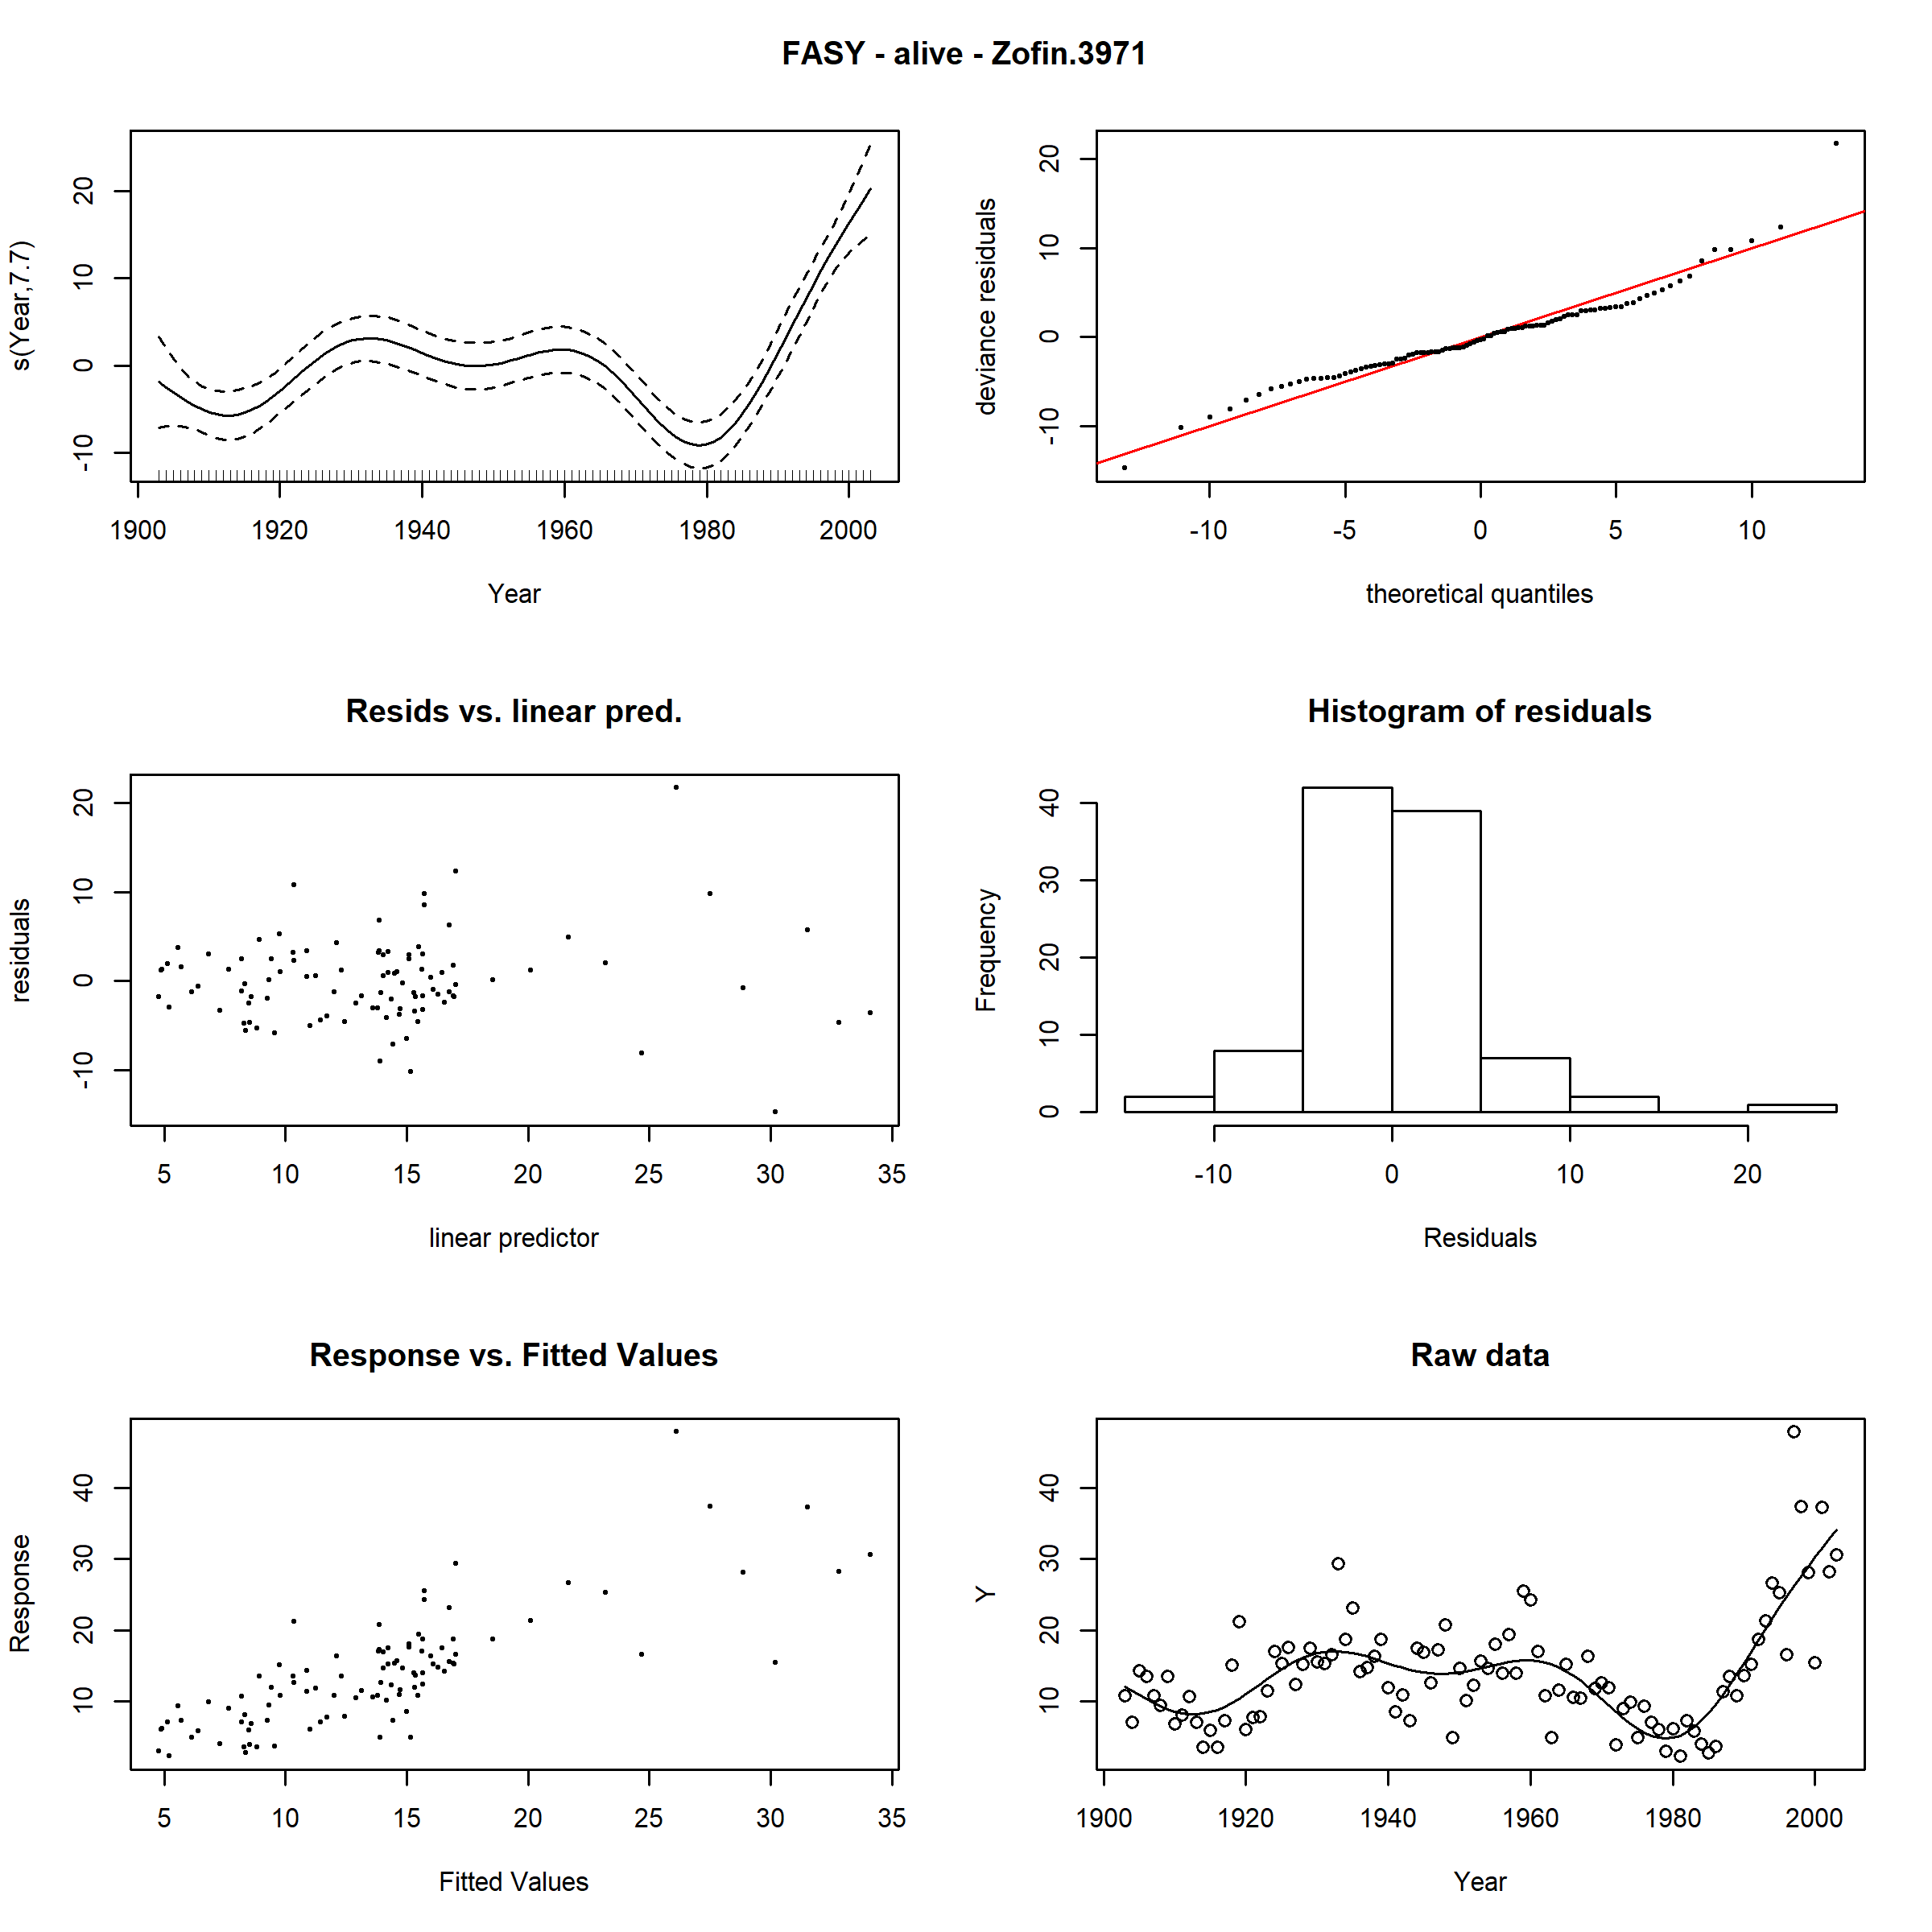 FASY - alive - Zofin.3971
s(Year,7.7)
-10 0 10 20
1900 1920 1940 1960 1980 2000
Year
deviance residuals
-10 0 10 20
-10 -5 0 5 10
theoretical quantiles
Resids vs. linear pred.
residuals
-10 0 10 20
5 10 15 20 25 30 35
linear predictor
Histogram of residuals
Frequency
0 10 20 30 40
-10 0 10 20
Residuals
Response vs. Fitted Values
Response
10 20 30 40
5 10 15 20 25 30 35
Fitted Values
Raw data
Y
10 20 30 40
1900 1920 1940 1960 1980 2000
Year